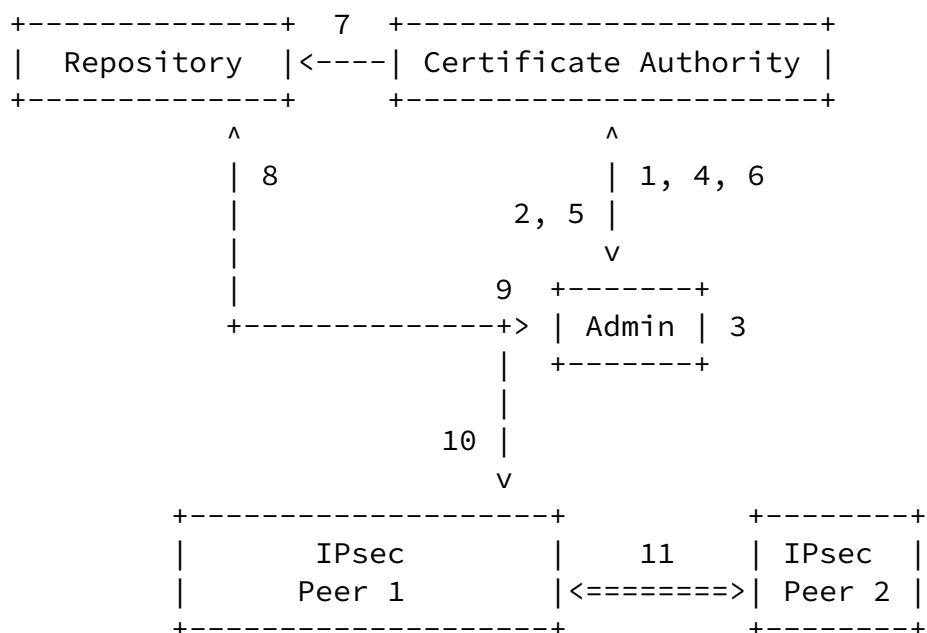 +--------------+ 7 +-----------------------+
| Repository |<----| Certificate Authority |
+--------------+ +-----------------------+
^ ^
| 8 | 1, 4, 6
| 2, 5 |
| v
| 9 +-------+
+--------------+> | Admin | 3
| +-------+
|
10 |
v
+--------------------+ +--------+
| IPsec | 11 | IPsec |
| Peer 1 |<========>| Peer 2 |
+--------------------+ +--------+